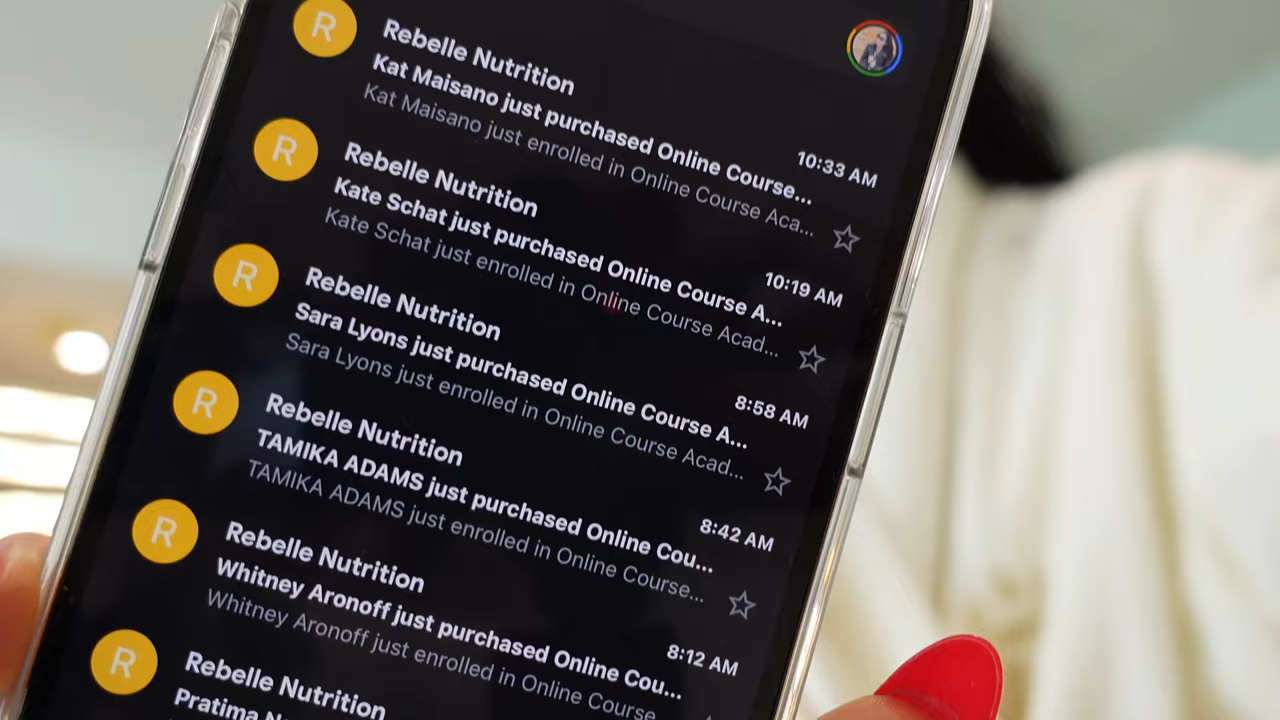 R
Rebelle Nutrition
Kat Maisano just purchased Online Course...
Kat Maisano just enrolled in Online Course Aca...
10:33 AM
R
Rebelle Nutrition
Kate Schat just purchased Online Course A...
Kate Schat just enrolled in Online Course Acad...
10:19 AM
R
Rebelle Nutrition
Sara Lyons just purchased Online Course A...
Sara Lyons just enrolled in Online Course Acad...
8:58 AM
R
Rebelle Nutrition
TAMIKA ADAMS just purchased Online Cou...
TAMIKA ADAMS just enrolled in Online Course...
8:42 AM
R
Rebelle Nutrition
Whitney Aronoff just purchased Online Cou...
Whitney Aronoff just enrolled in Online Course
8:12 AM
R
Rebelle Nutrition
Pratima